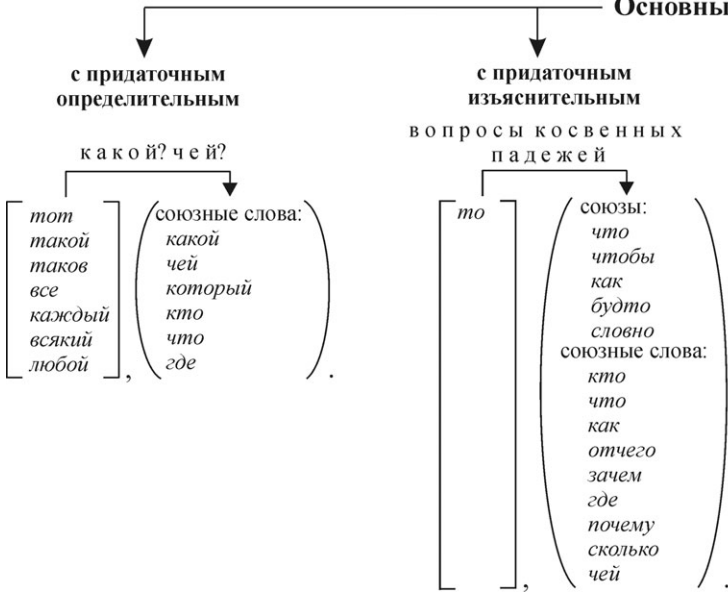 Основны
с придаточным
определительным
какой? чей?
тот
такой
таков
все
каждый
всякий
любой
,
союзные слова:
какой
чей
который
кто
что
где
.
с придаточным
изъяснительным
вопросы косвенных
падежей
то
,
союзы:
что
чтобы
как
будто
словно
союзные слова:
кто
что
как
отчего
зачем
где
почему
сколько
чей
.